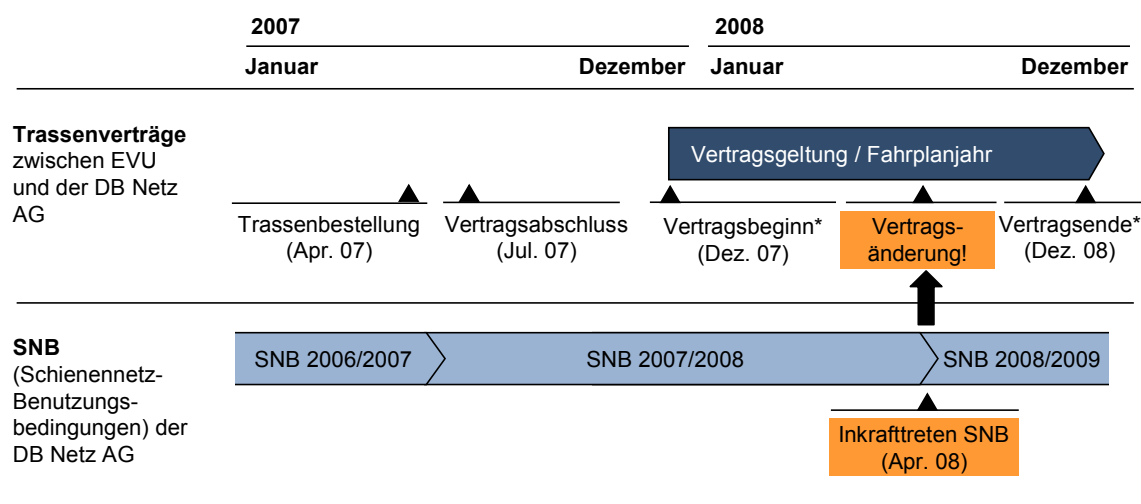 2007
2008
Januar
Dezember
Januar
Dezember
Trassenverträge
zwischen EVU
und der DB Netz
AG
Vertragsgeltung / Fahrplanjahr
Trassenbestellung
(Apr. 07)
Vertragsabschluss
(Jul. 07)
Vertragsbeginn*
(Dez. 07)
Vertrags-
änderung!
Vertragsende*
(Dez. 08)
SNB
(Schienennetz-
Benutzungs-
bedingungen) der
DB Netz AG
SNB 2006/2007
SNB 2007/2008
SNB 2008/2009
Inkrafttreten SNB
(Apr. 08)